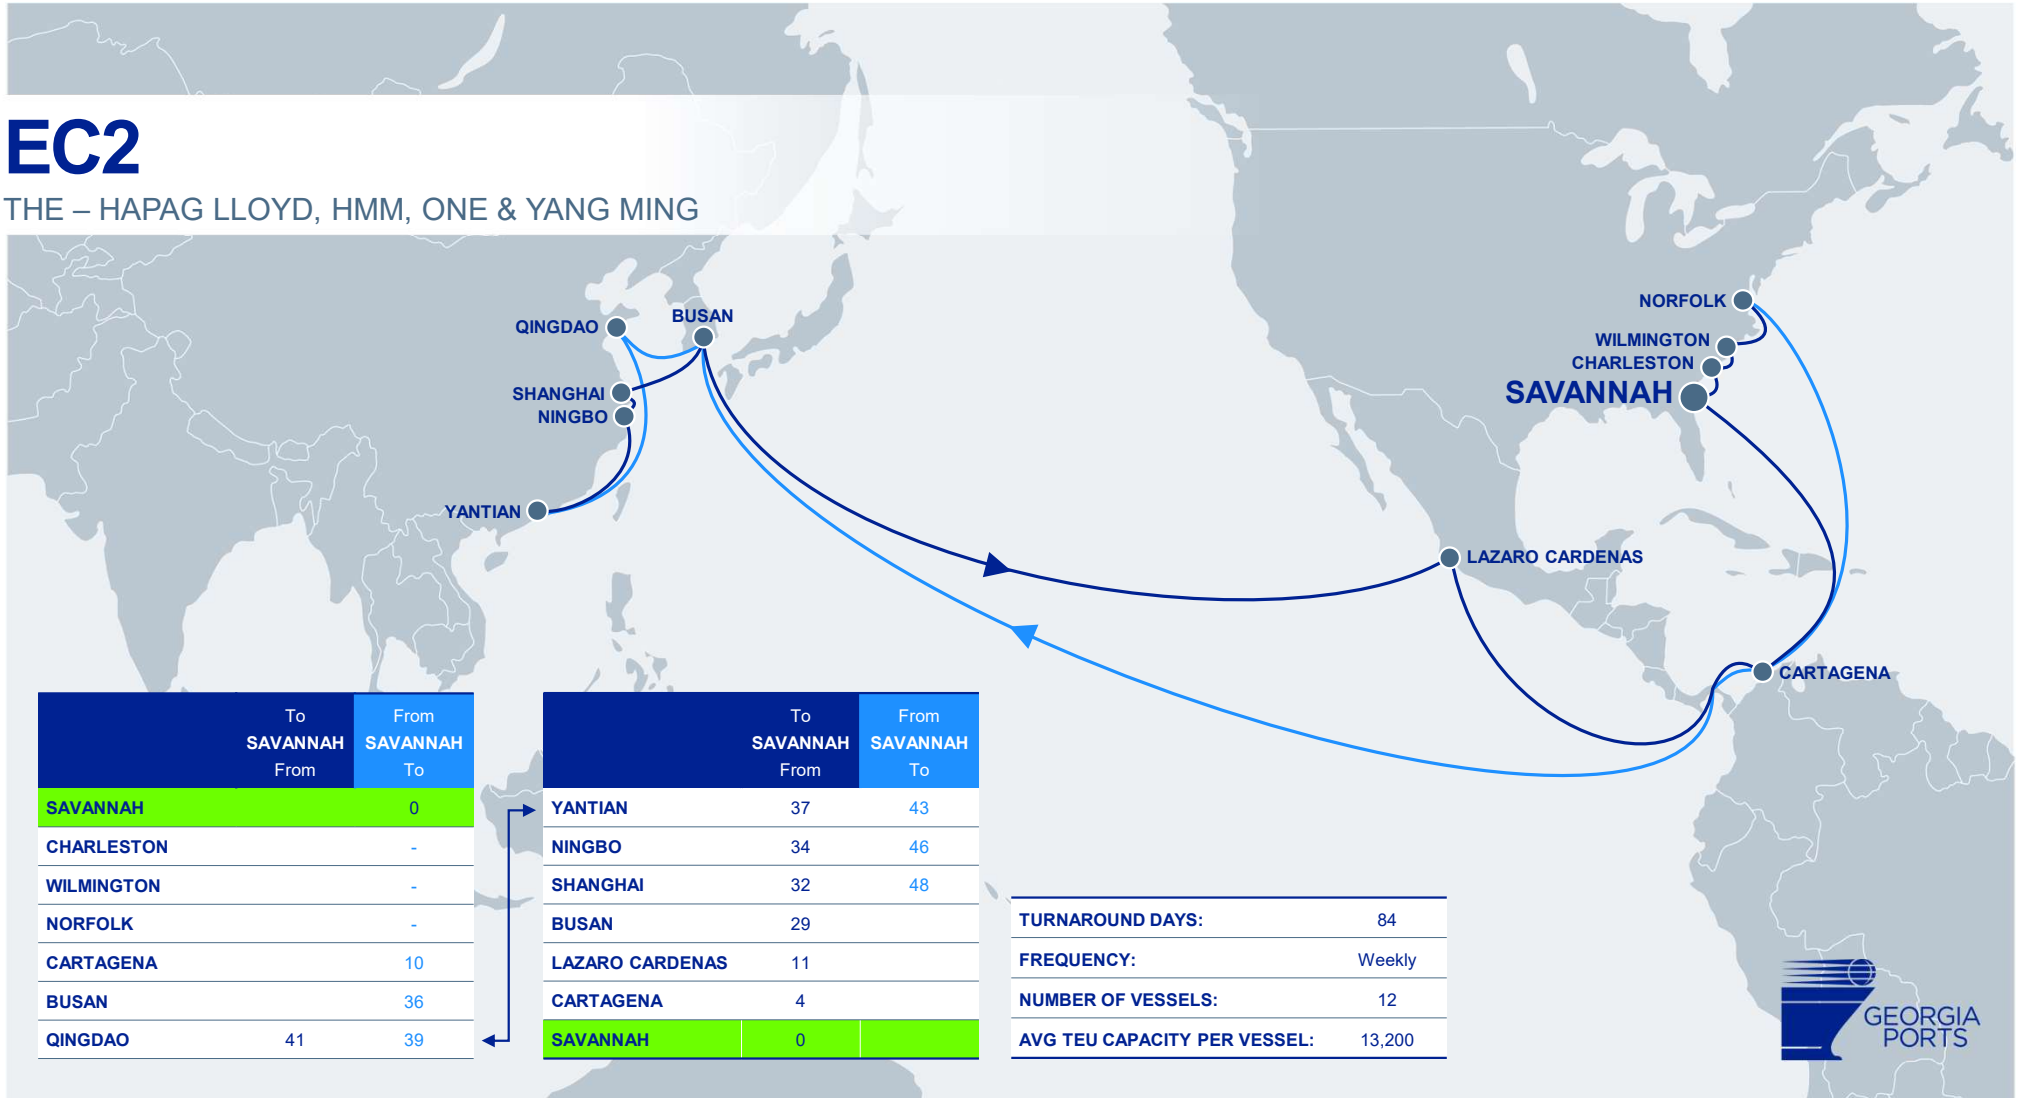 EC2
THE – HAPAG LLOYD, HMM, ONE & YANG MING
QINGDAO
BUSAN
SHANGHAI
NINGBO
YANTIAN
NORFOLK
WILMINGTON
CHARLESTON
SAVANNAH
LAZARO CARDENAS
CARTAGENA
To SAVANNAH From
From SAVANNAH To
SAVANNAH 0
CHARLESTON -
WILMINGTON -
NORFOLK -
CARTAGENA 10
BUSAN 36
QINGDAO 41 39
To SAVANNAH From
From SAVANNAH To
YANTIAN 37 43
NINGBO 34 46
SHANGHAI 32 48
BUSAN 29
LAZARO CARDENAS 11
CARTAGENA 4
SAVANNAH 0
TURNAROUND DAYS: 84
FREQUENCY: Weekly
NUMBER OF VESSELS: 12
AVG TEU CAPACITY PER VESSEL: 13,200
GEORGIA
PORTS